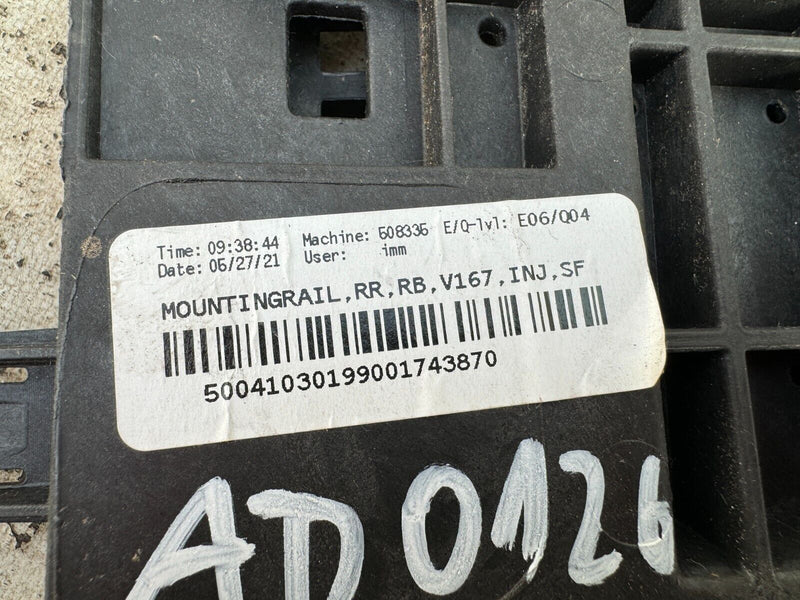 Time: 09:38:44 Machine: 508335 E/Q-lvl: E06/Q04
Date: 05/27/21 User: imm
MOUNTINGRAIL,RR,RB,V167,INJ,SF
50041030199001743870
AD0126